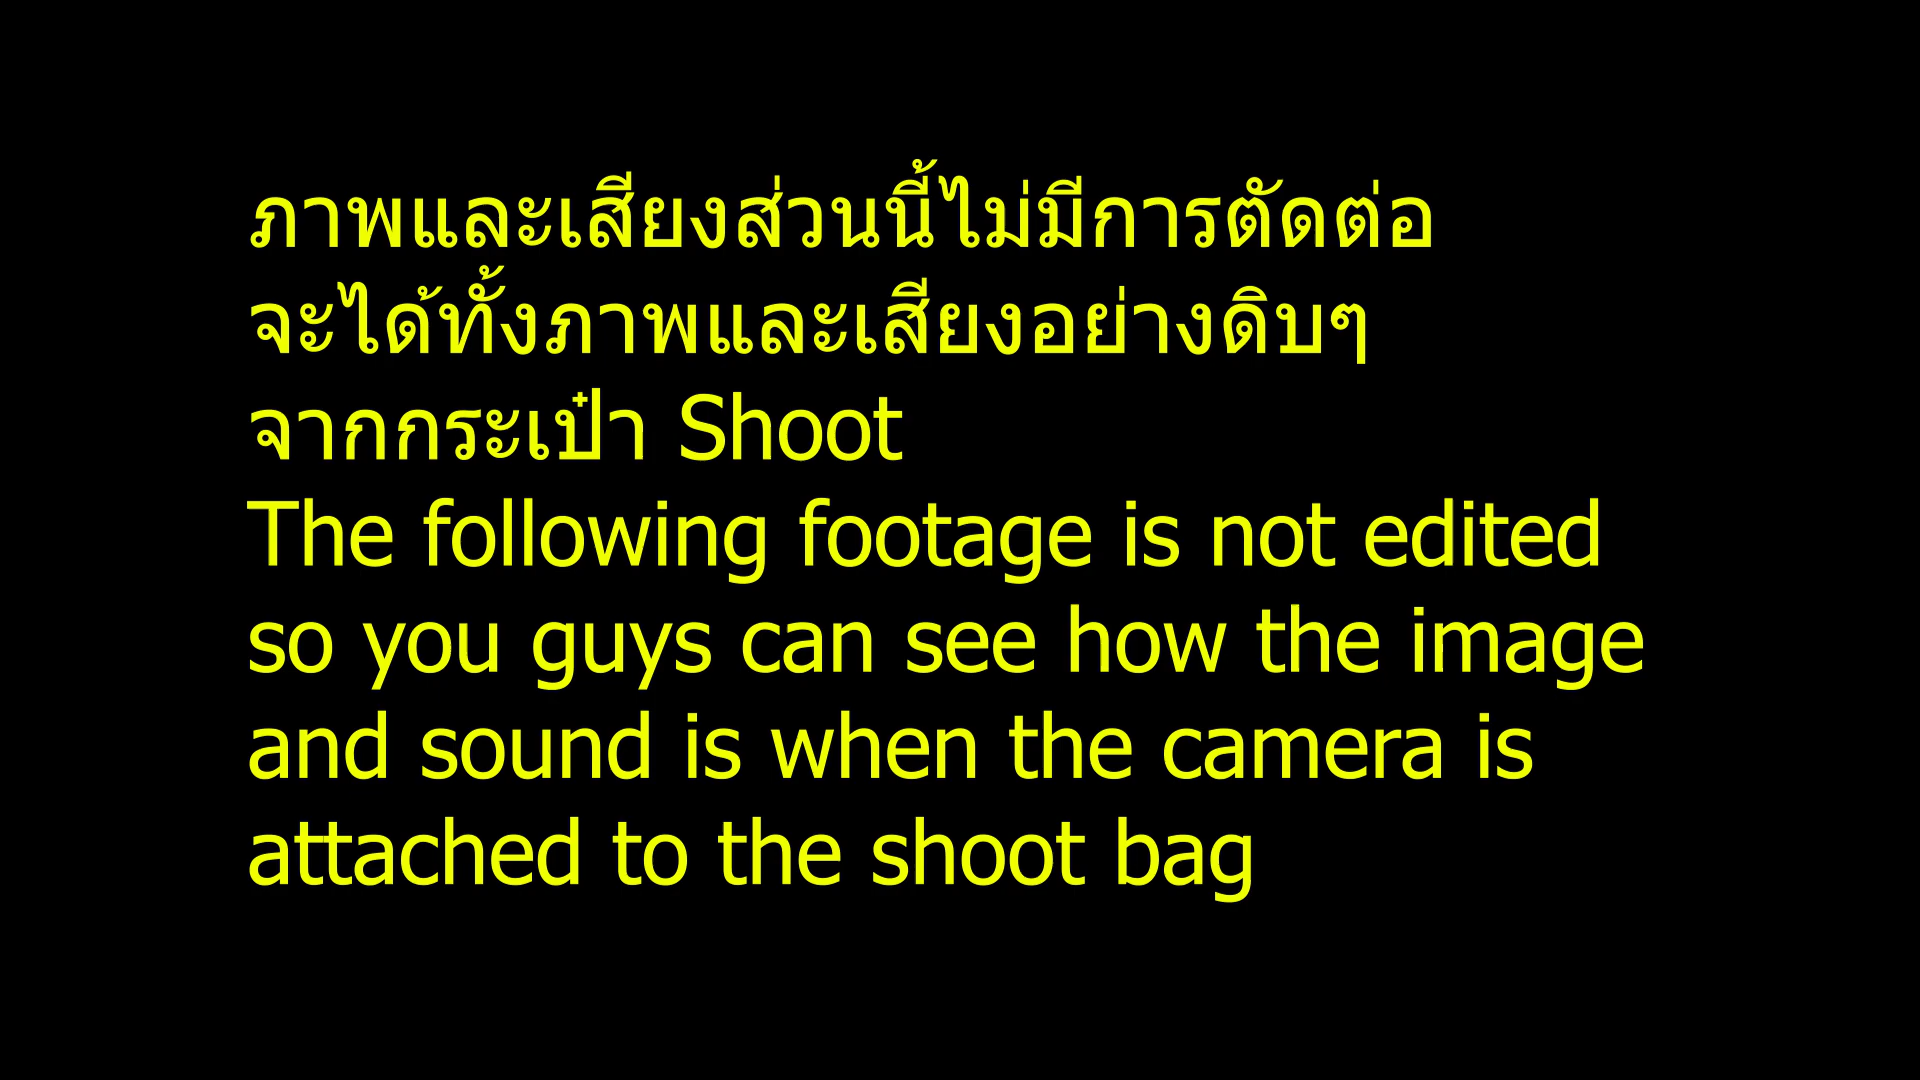 ภาพและเสียงส่วนนี้ไม่มีการตัดต่อ
จะได้ทั้งภาพและเสียงอย่างดิบๆ
จากกระเป๋า Shoot
The following footage is not edited
so you guys can see how the image
and sound is when the camera is
attached to the shoot bag